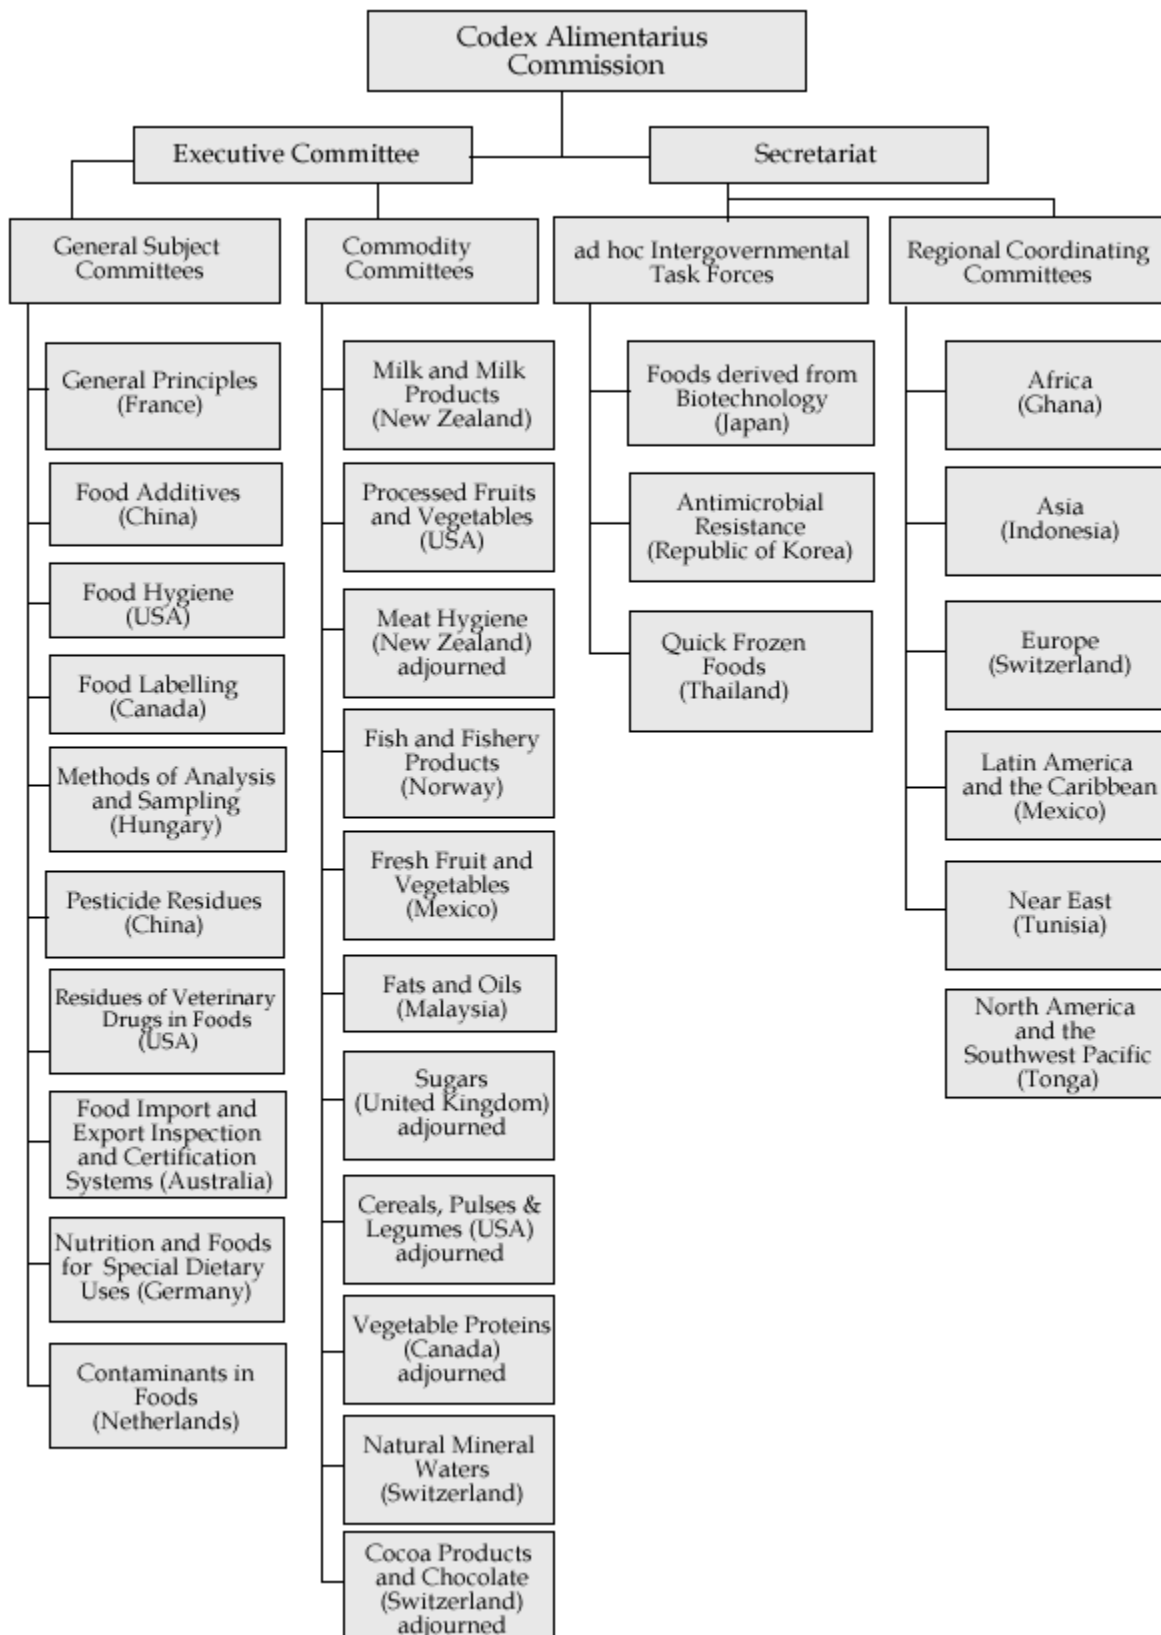 Codex Alimentarius
Commission
Executive Committee
Secretariat
General Subject
Committees
Commodity
Committees
ad hoc Intergovernmental
Task Forces
Regional Coordinating
Committees
General Principles
(France)
Food Additives
(China)
Food Hygiene
(USA)
Food Labelling
(Canada)
Methods of Analysis
and Sampling
(Hungary)
Pesticide Residues
(China)
Residues of Veterinary
Drugs in Foods
(USA)
Food Import and
Export Inspection
and Certification
Systems (Australia)
Nutrition and Foods
for Special Dietary
Uses (Germany)
Contaminants in
Foods
(Netherlands)
Milk and Milk
Products
(New Zealand)
Processed Fruits
and Vegetables
(USA)
Meat Hygiene
(New Zealand)
adjourned
Fish and Fishery
Products
(Norway)
Fresh Fruit and
Vegetables
(Mexico)
Fats and Oils
(Malaysia)
Sugars
(United Kingdom)
adjourned
Cereals, Pulses &
Legumes (USA)
adjourned
Vegetable Proteins
(Canada)
adjourned
Natural Mineral
Waters
(Switzerland)
Cocoa Products
and Chocolate
(Switzerland)
adjourned
Foods derived from
Biotechnology
(Japan)
Antimicrobial
Resistance
(Republic of Korea)
Quick Frozen
Foods
(Thailand)
Africa
(Ghana)
Asia
(Indonesia)
Europe
(Switzerland)
Latin America
and the Caribbean
(Mexico)
Near East
(Tunisia)
North America
and the
Southwest Pacific
(Tonga)